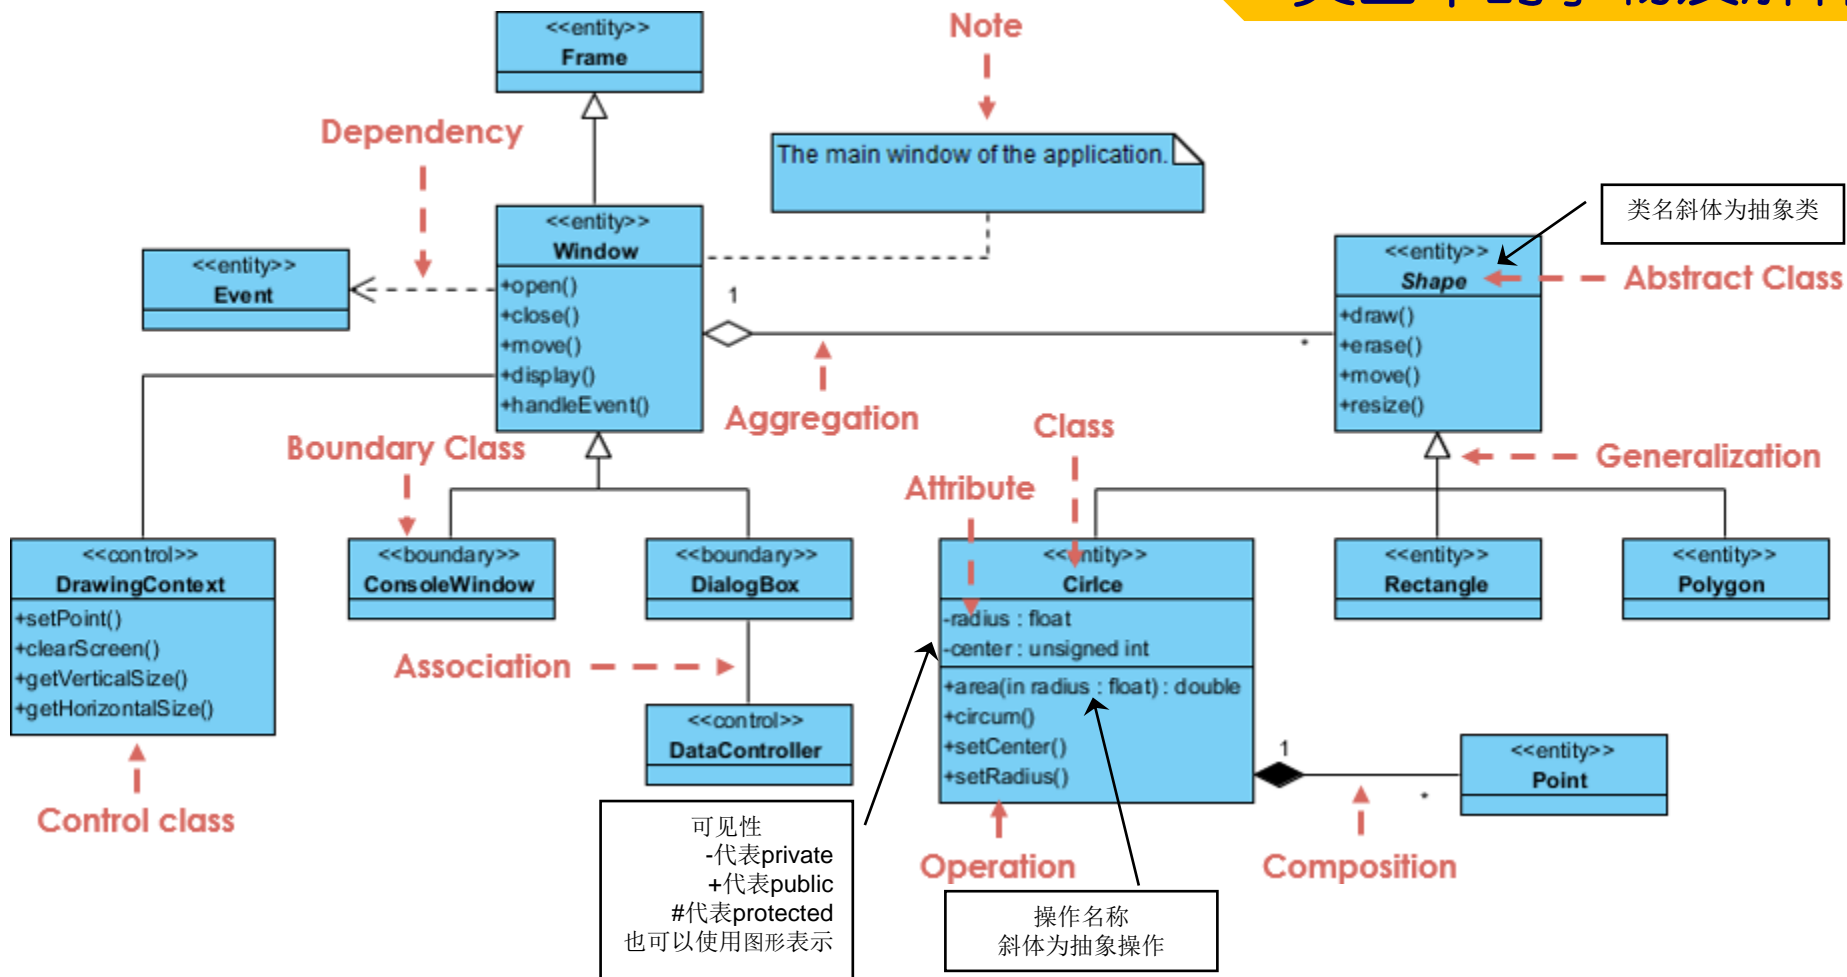 <<entity>>
Frame
Note
Dependency
The main window of the application.
类名斜体为抽象类
<<entity>>
Window
+open()
+close()
+move()
+display()
+handleEvent()
<<entity>>
Event
1
*
<<entity>>
Shape
+draw()
+erase()
+move()
+resize()
Abstract Class
Aggregation
Class
Boundary Class
Generalization
Attribute
<<control>>
DrawingContext
+setPoint()
+clearScreen()
+getVerticalSize()
+getHorizontalSize()
<<boundary>>
ConsoleWindow
<<boundary>>
DialogBox
<<entity>>
Cirlce
-radius : float
-center : unsigned int
+area(in radius : float) : double
+circum()
+setCenter()
+setRadius()
<<entity>>
Rectangle
<<entity>>
Polygon
Association
<<control>>
DataController
1
*
<<entity>>
Point
Control class
可见性
-代表private
+代表public
#代表protected
也可以使用图形表示
Operation
Composition
操作名称
斜体为抽象操作